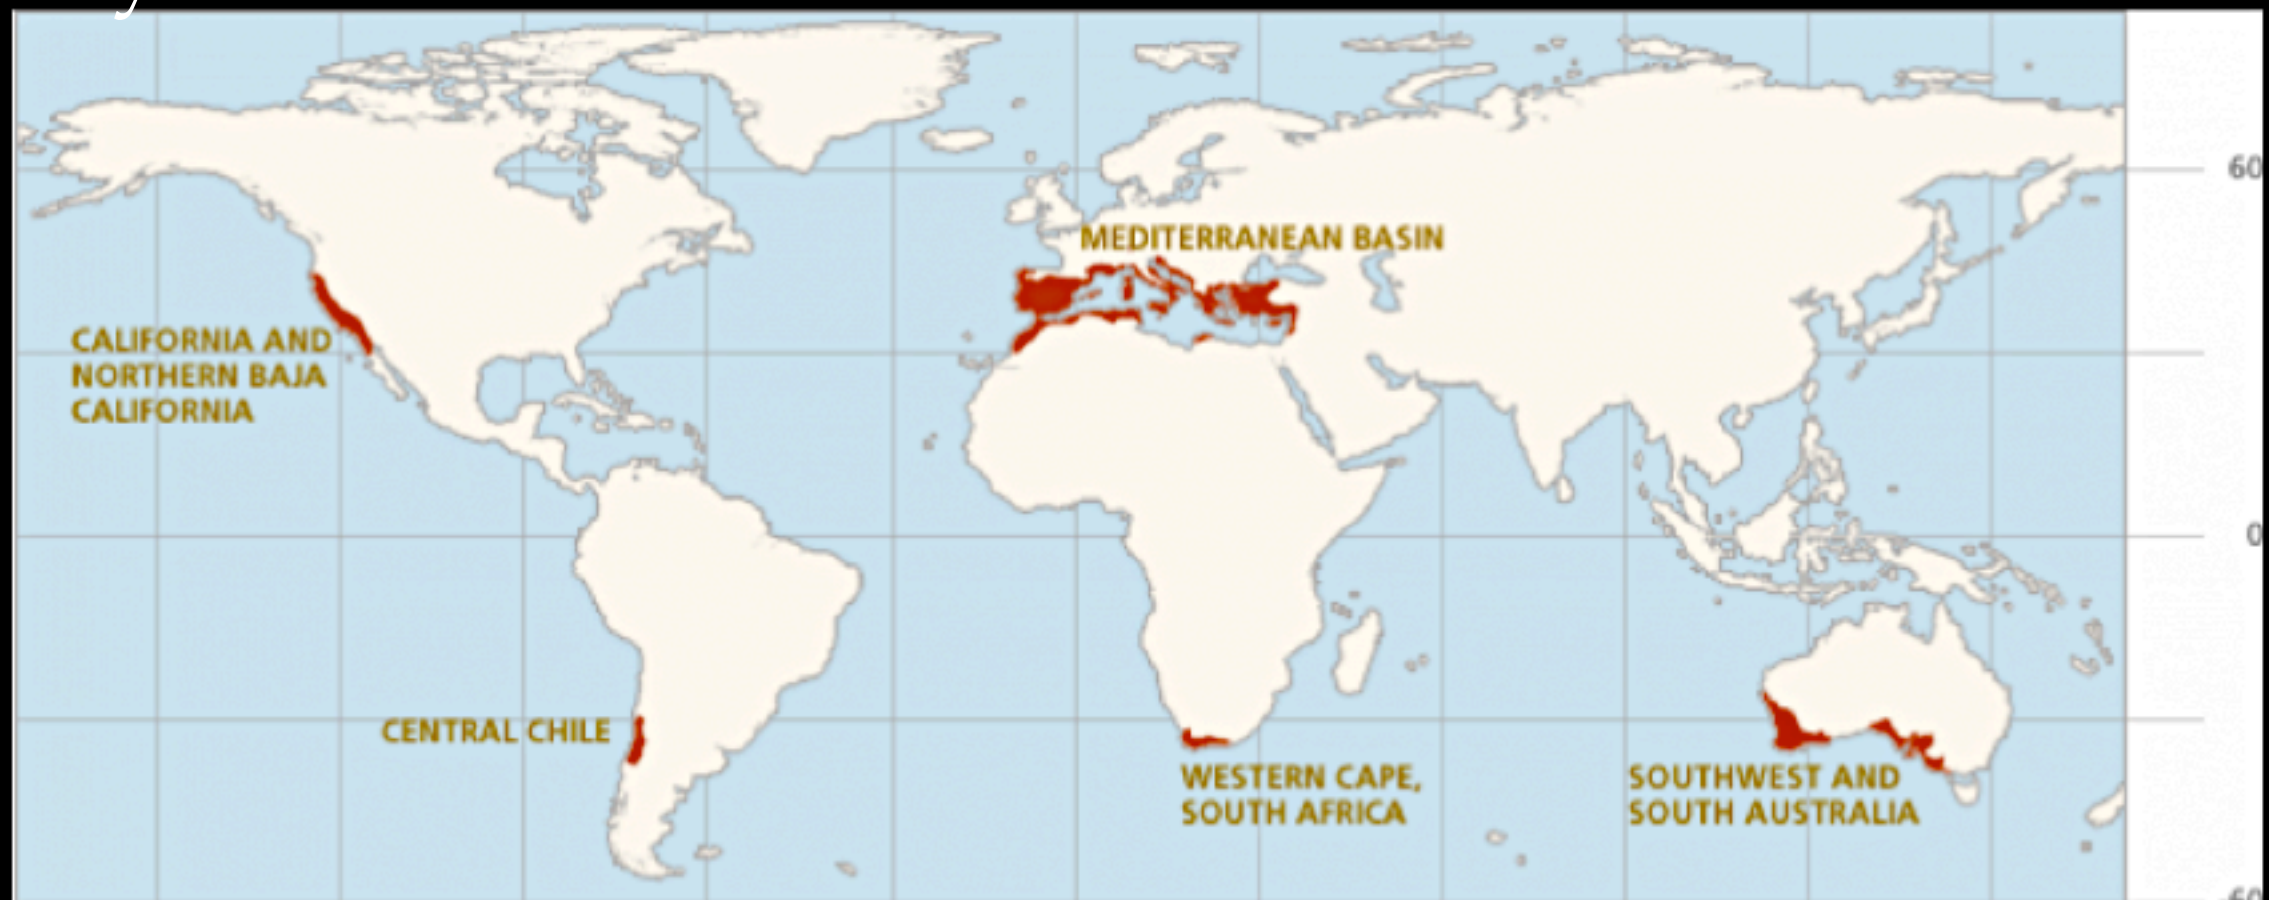 60
MEDITERRANEAN BASIN
CALIFORNIA AND
NORTHERN BAJA
CALIFORNIA
0
CENTRAL CHILE
WESTERN CAPE,
SOUTH AFRICA
SOUTHWEST AND
SOUTH AUSTRALIA